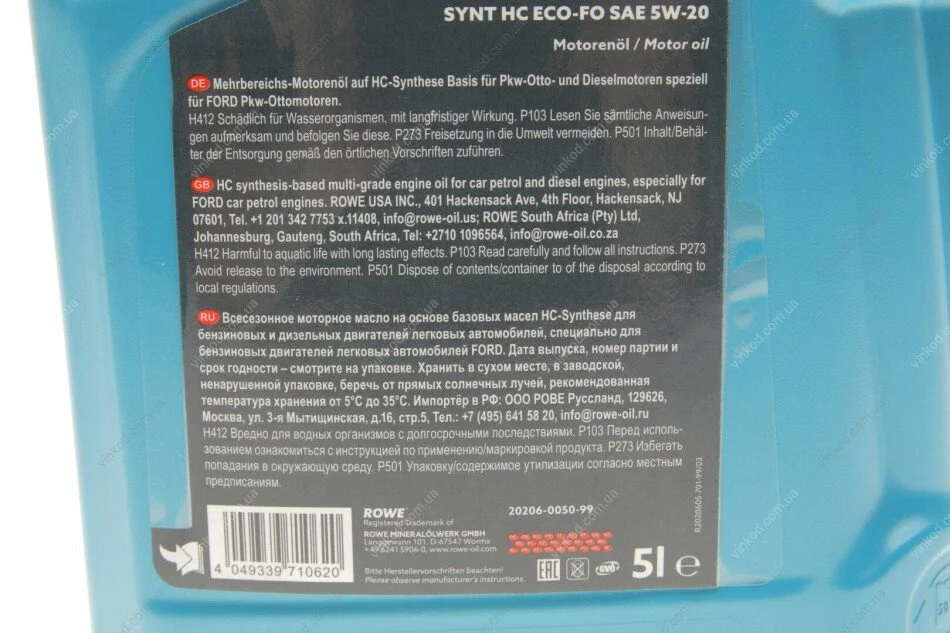 SYNT HC ECO-FO SAE 5W-20
Motorenöl / Motor oil
DE Mehrbereichs-Motorenöl auf HC-Synthese Basis für Pkw-Otto- und Dieselmotoren speziell
für FORD Pkw-Ottomotoren.
H412 Schädlich für Wasserorganismen, mit langfristiger Wirkung. P103 Lesen Sie sämtliche Anweisun-
gen aufmerksam und befolgen Sie diese. P273 Freisetzung in die Umwelt vermeiden. P501 Inhalt/Behäl-
ter der Entsorgung gemäß den örtlichen Vorschriften zuführen.
GB HC synthesis-based multi-grade engine oil for car petrol and diesel engines, especially for
FORD car petrol engines. ROWE USA INC., 401 Hackensack Ave, 4th Floor, Hackensack, NJ
07601, Tel. +1 201 342 7753 x.11408, info@rowe-oil.us; ROWE South Africa (Pty) Ltd,
Johannesburg, Gauteng, South Africa, Tel: +2710 1096564, info@rowe-oil.co.za
H412 Harmful to aquatic life with long lasting effects. P103 Read carefully and follow all instructions. P273
Avoid release to the environment. P501 Dispose of contents/container to of the disposal according to
local regulations.
RU Всесезонное моторное масло на основе базовых масел HC-Synthese для
бензиновых и дизельных двигателей легковых автомобилей, специально для
бензиновых двигателей легковых автомобилей FORD. Дата выпуска, номер партии и
срок годности – смотрите на упаковке. Хранить в сухом месте, в заводской,
ненарушенной упаковке, беречь от прямых солнечных лучей, рекомендованная
температура хранения от 5°С до 35°С. Импортёр в РФ: ООО РОВЕ Руссланд, 129626,
Москва, ул. 3-я Мытищинская, д.16, стр.5, Тел.: +7 (495) 641 58 20, info@rowe-oil.ru
H412 Вредно для водных организмов с долгосрочными последствиями. P103 Перед исполь-
зованием ознакомиться с инструкцией по применению/маркировкой продукта. P273 Избегать
попадания в окружающую среду. P501 Упаковку/содержимое утилизации согласно местным
предписаниям.
R2020605-701-99/03
ROWE
Registered Trademark of
ROWE MINERALÖLWERK GMBH
Langgewann 101, D-67547 Worms
+49 6241 5906-0, www.rowe-oil.com
Bitte Herstellervorschriften beachten!
Please observe manufacturer's instructions.
20206-0050-99
EAC
GVÖ
5l e
4 049339 710620
vinkod.com.ua